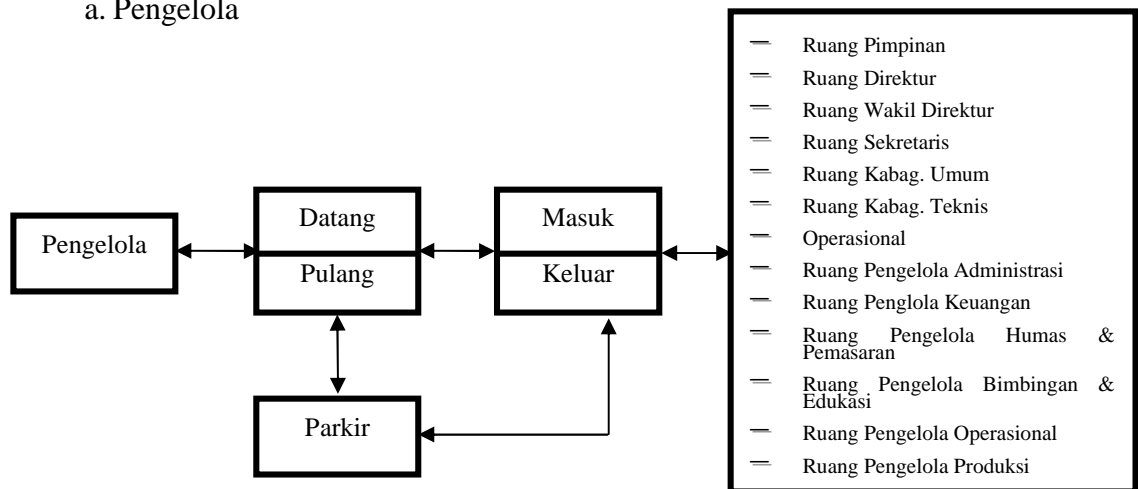 a. Pengelola
Pengelola
Datang
Pulang
Parkir
Masuk
Keluar
— Ruang Pimpinan
— Ruang Direktur
— Ruang Wakil Direktur
— Ruang Sekretaris
— Ruang Kabag. Umum
— Ruang Kabag. Teknis
— Operasional
— Ruang Pengelola Administrasi
— Ruang Penglola Keuangan
— Ruang Pengelola Humas &
Pemasaran
— Ruang Pengelola Bimbingan &
Edukasi
— Ruang Pengelola Operasional
— Ruang Pengelola Produksi